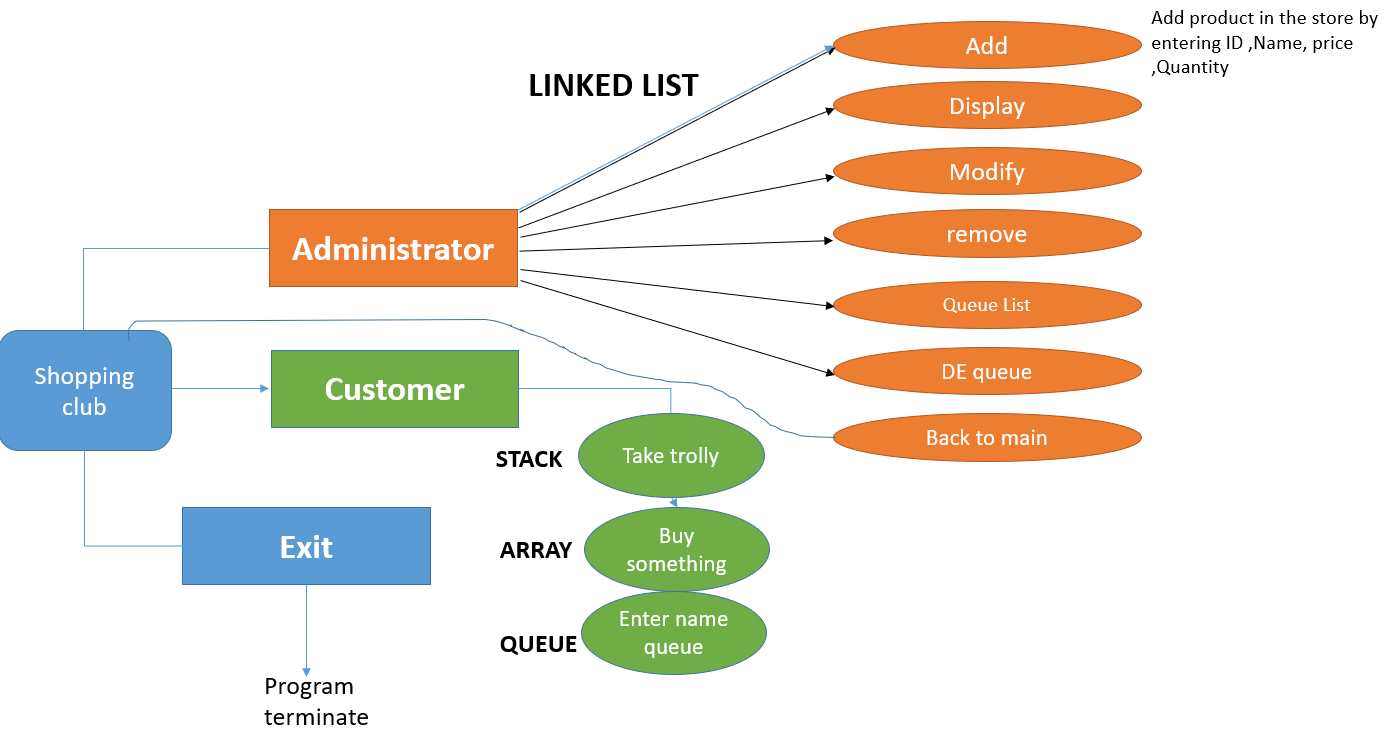 Add product in the store by
entering ID ,Name, price
,Quantity
Add
LINKED LIST
Display
Modify
Administrator
remove
Queue List
Shopping
club
Customer
DE queue
Back to main
STACK
Take trolly
Exit
ARRAY
Buy
something
QUEUE
Enter name
queue
Program
terminate